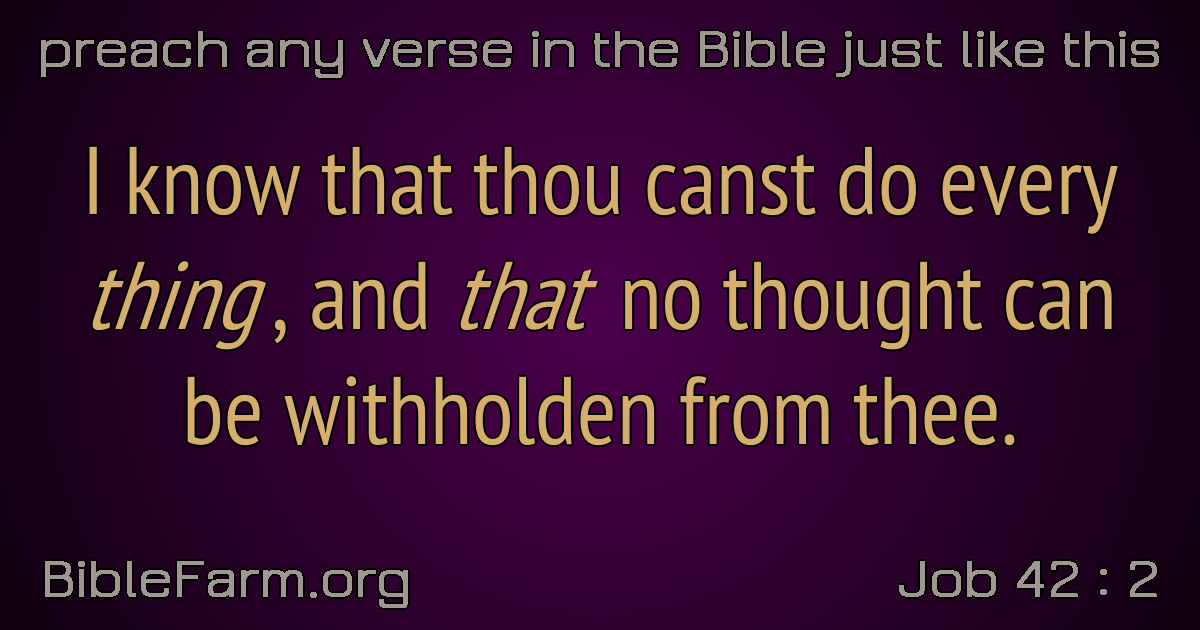 preach any verse in the Bible just like this
I know that thou canst do every
thing, and that no thought can
be withholden from thee.
BibleFarm.org
Job 42 : 2